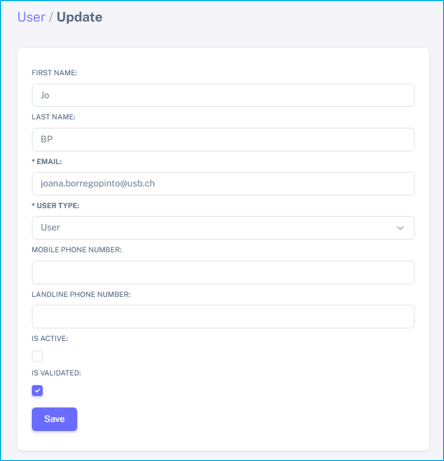 User / Update
FIRST NAME:
Jo
LAST NAME:
BP
* EMAIL:
joana.borregopinto@usb.ch
* USER TYPE:
User
MOBILE PHONE NUMBER:
LANDLINE PHONE NUMBER:
IS ACTIVE:
IS VALIDATED:
Save